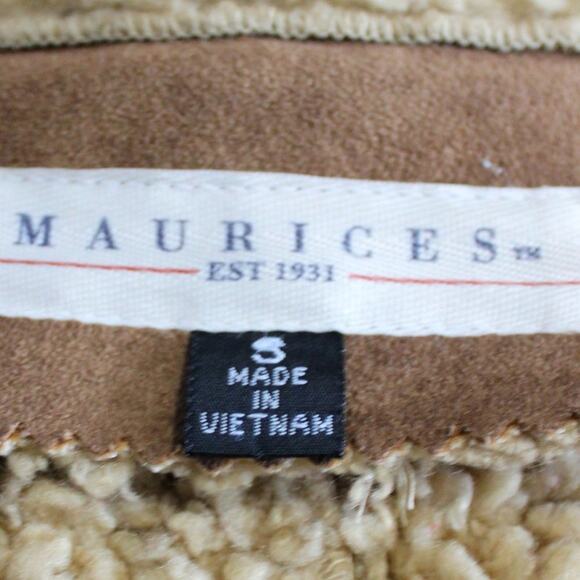 MAURICES™
EST 1931
S
MADE
IN
VIETNAM